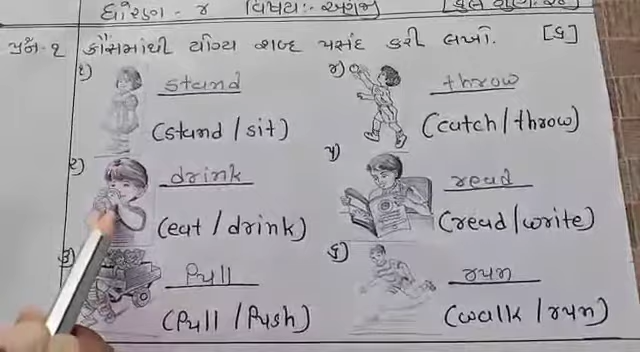 ધોરણ - ૪ વિષય :- અંગ્રેજી
પ્રશ્ન-૧ કૌંસમાંથી યોગ્ય શબ્દ પસંદ કરી લખો. [૬]
૧) stand
(stand / sit)
૪) throw
(catch / throw)
૨) drink
(eat / drink)
૫) read
(read / write)
૩) Pull
(Pull / Push)
૬) run
(walk / run)